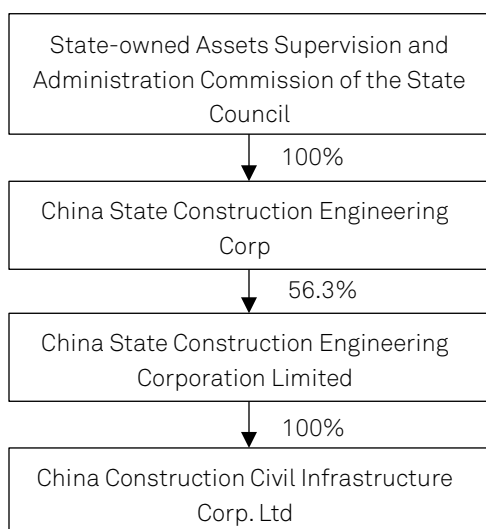 State-owned Assets Supervision and
Administration Commission of the State
Council
100%
China State Construction Engineering
Corp
56.3%
China State Construction Engineering
Corporation Limited
100%
China Construction Civil Infrastructure
Corp. Ltd